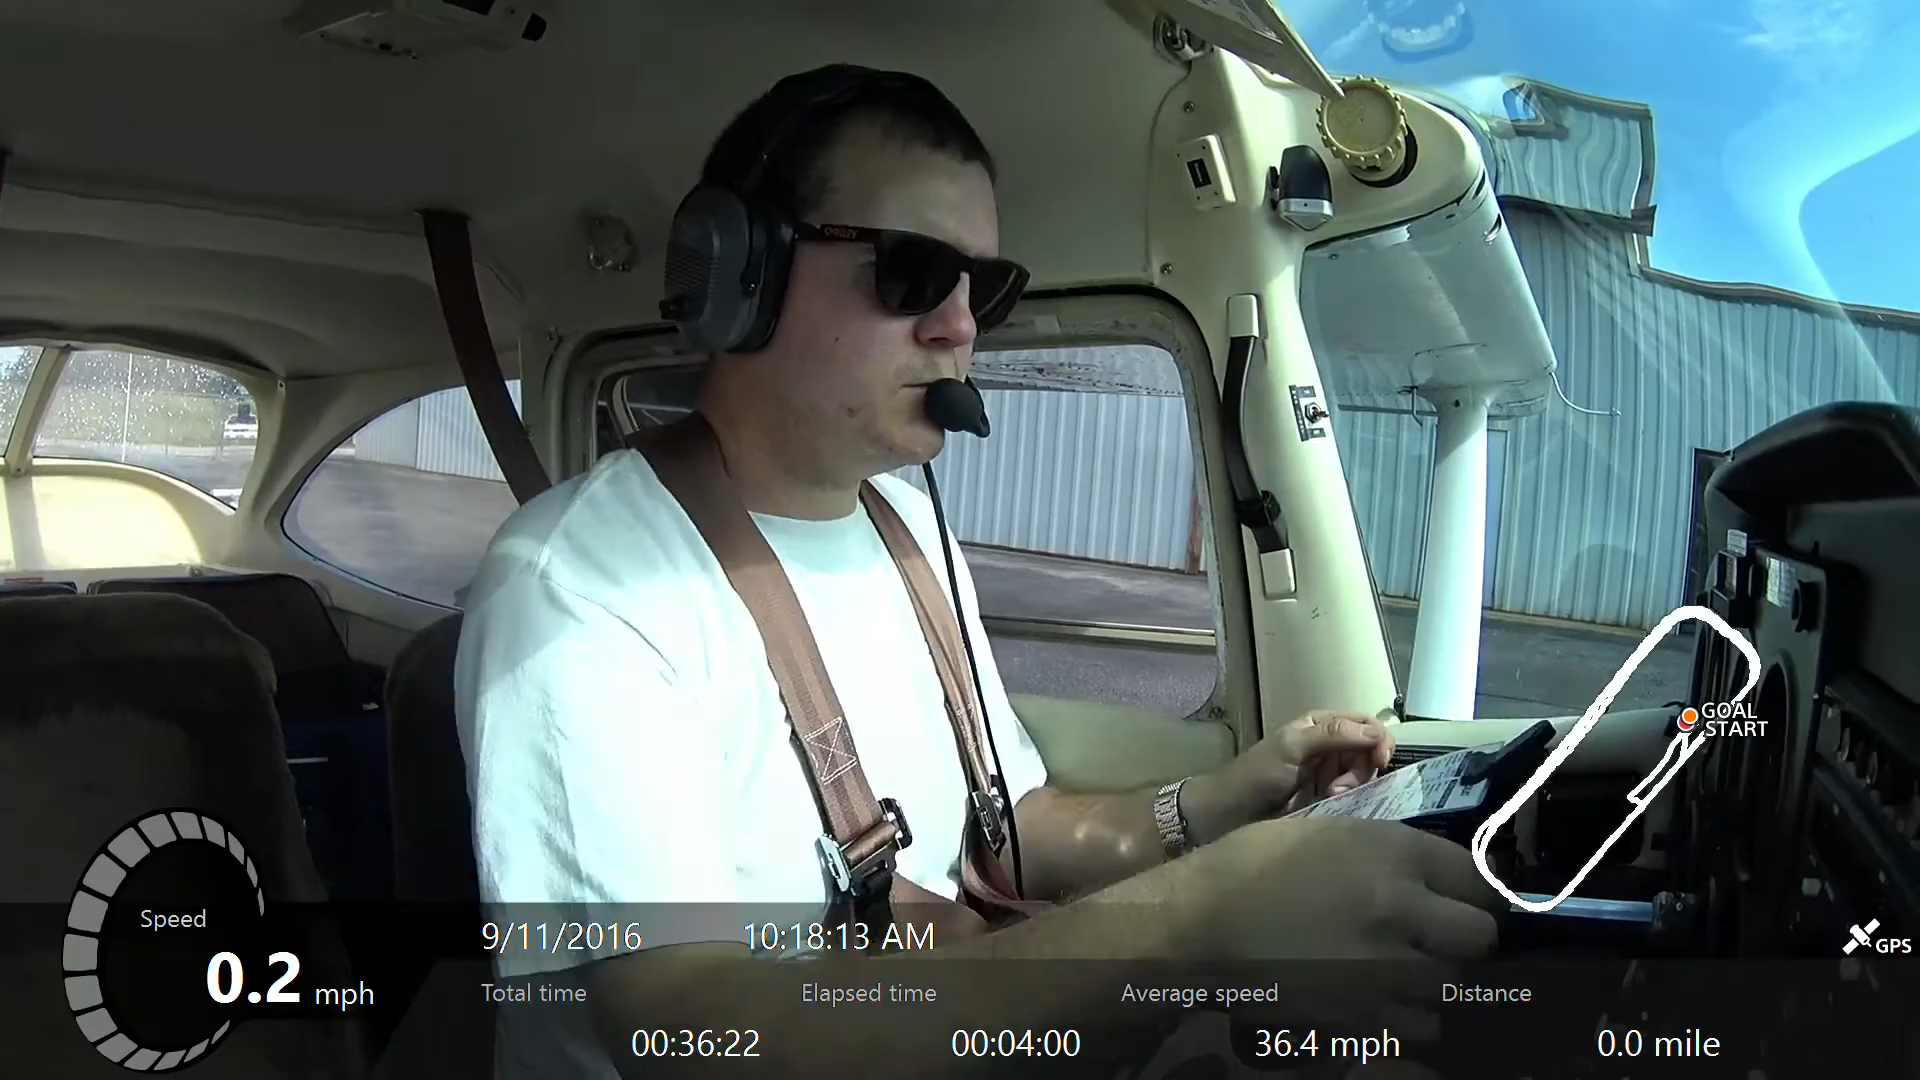 OAKLEY
GOAL
START
Speed
0.2 mph
9/11/2016 10:18:13 AM
GPS
Total time Elapsed time Average speed Distance
00:36:22 00:04:00 36.4 mph 0.0 mile